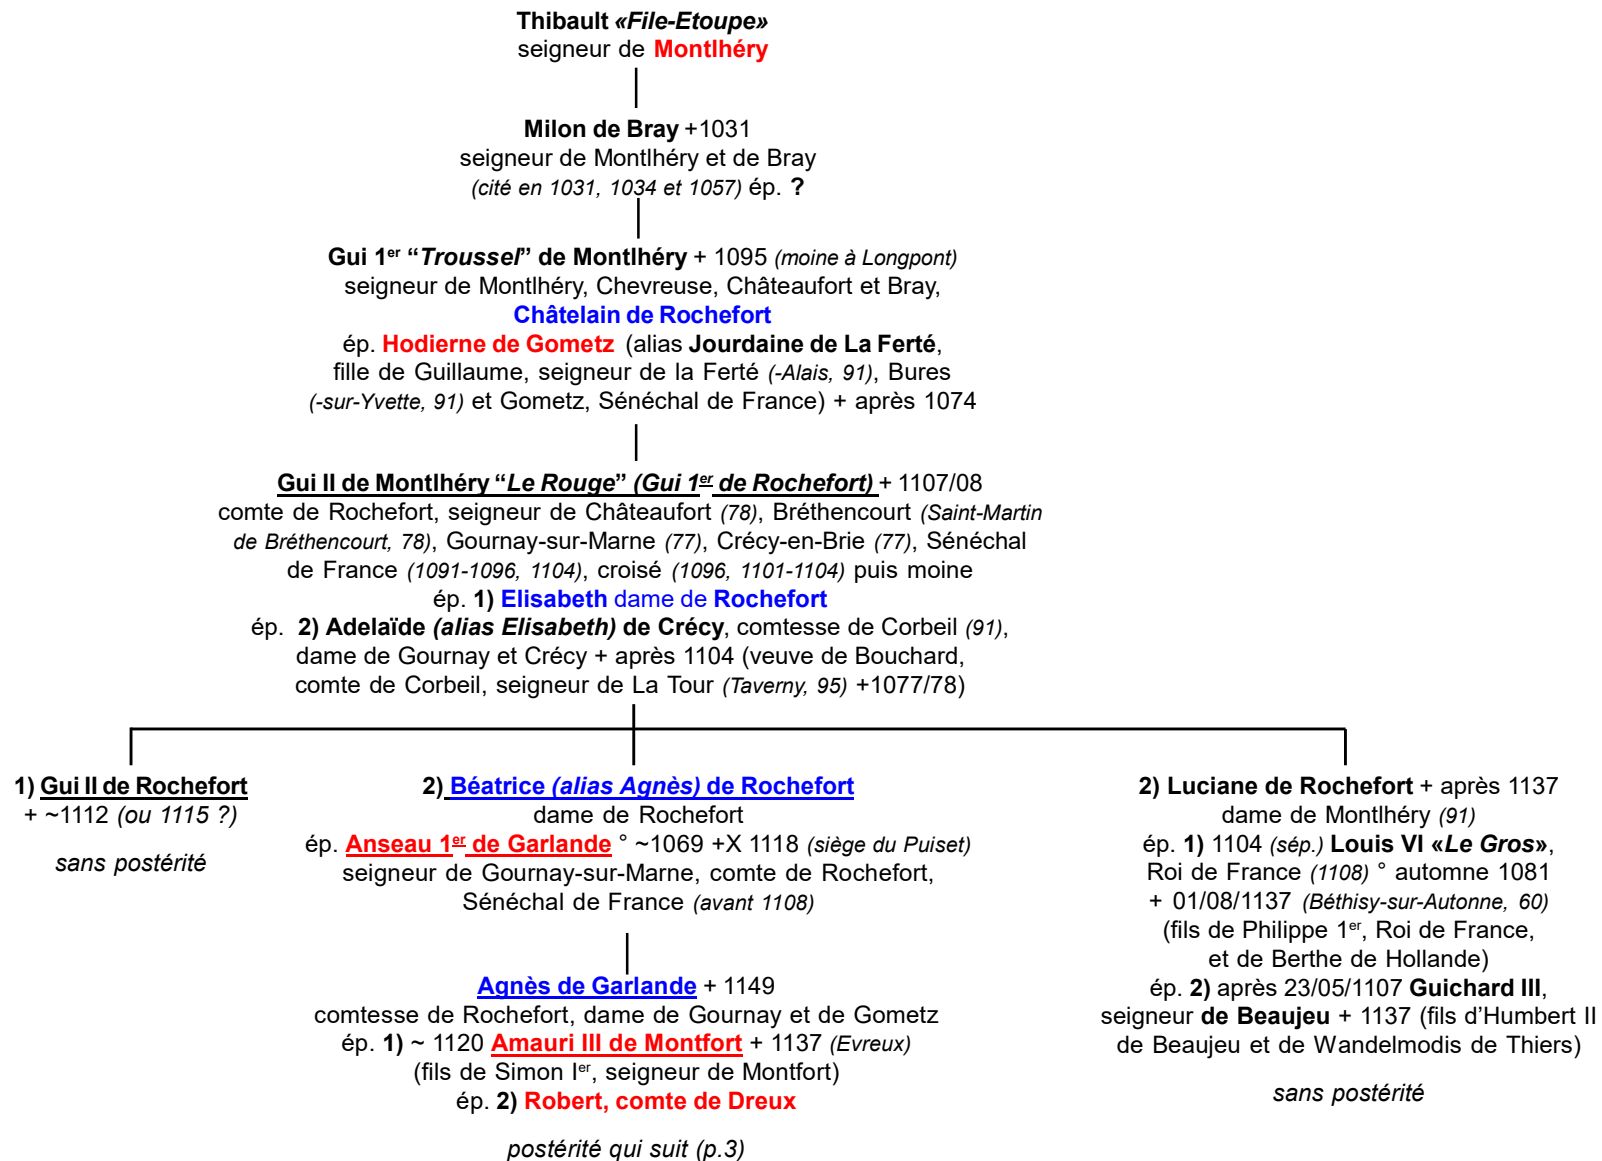 Thibault «File-Etoupe»
seigneur de Montlhéry
Milon de Bray +1031
seigneur de Montlhéry et de Bray
(cité en 1031, 1034 et 1057) ép. ?
Gui 1er “Troussel” de Montlhéry + 1095 (moine à Longpont)
seigneur de Montlhéry, Chevreuse, Châteaufort et Bray,
Châtelain de Rochefort
ép. Hodierne de Gometz (alias Jourdaine de La Ferté,
fille de Guillaume, seigneur de la Ferté (-Alais, 91), Bures
(-sur-Yvette, 91) et Gometz, Sénéchal de France) + après 1074
Gui II de Montlhéry “Le Rouge” (Gui 1er de Rochefort) + 1107/08
comte de Rochefort, seigneur de Châteaufort (78), Bréthencourt (Saint-Martin
de Bréthencourt, 78), Gournay-sur-Marne (77), Crécy-en-Brie (77), Sénéchal
de France (1091-1096, 1104), croisé (1096, 1101-1104) puis moine
ép. 1) Elisabeth dame de Rochefort
ép. 2) Adelaïde (alias Elisabeth) de Crécy, comtesse de Corbeil (91),
dame de Gournay et Crécy + après 1104 (veuve de Bouchard,
comte de Corbeil, seigneur de La Tour (Taverny, 95) +1077/78)
1) Gui II de Rochefort
+ ~1112 (ou 1115 ?)
sans postérité
2) Béatrice (alias Agnès) de Rochefort
dame de Rochefort
ép. Anseau 1er de Garlande ° ~1069 +X 1118 (siège du Puiset)
seigneur de Gournay-sur-Marne, comte de Rochefort,
Sénéchal de France (avant 1108)
Agnès de Garlande + 1149
comtesse de Rochefort, dame de Gournay et de Gometz
ép. 1) ~ 1120 Amauri III de Montfort + 1137 (Evreux)
(fils de Simon Ier, seigneur de Montfort)
ép. 2) Robert, comte de Dreux
postérité qui suit (p.3)
2) Luciane de Rochefort + après 1137
dame de Montlhéry (91)
ép. 1) 1104 (sép.) Louis VI «Le Gros»,
Roi de France (1108) ° automne 1081
+ 01/08/1137 (Béthisy-sur-Autonne, 60)
(fils de Philippe 1er, Roi de France,
et de Berthe de Hollande)
ép. 2) après 23/05/1107 Guichard III,
seigneur de Beaujeu + 1137 (fils d’Humbert II
de Beaujeu et de Wandelmodis de Thiers)
sans postérité